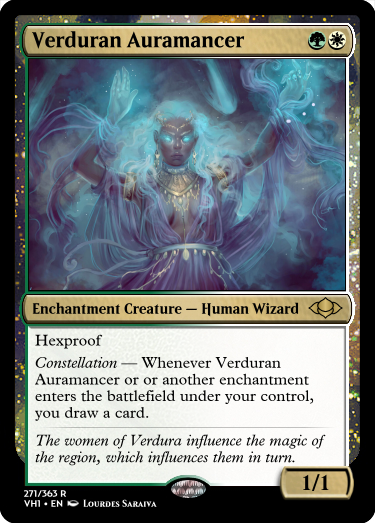 Verduran Auramancer
Enchantment Creature — Human Wizard
Hexproof
Constellation — Whenever Verduran
Auramancer or or another enchantment
enters the battlefield under your control,
you draw a card.
The women of Verdura influence the magic of
the region, which influences them in turn.
1/1
271/363 R
VH1 • EN Lourdes Saraiva